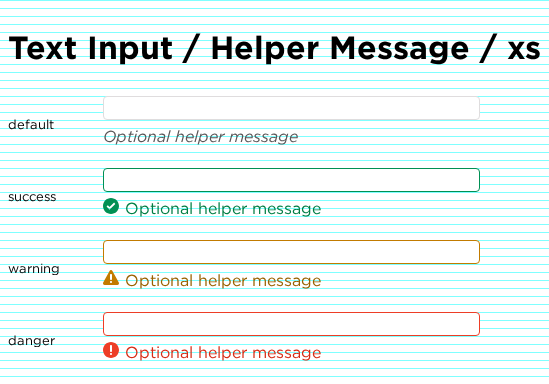 Text Input / Helper Message / xs
default
Optional helper message
success
Optional helper message
warning
Optional helper message
danger
Optional helper message